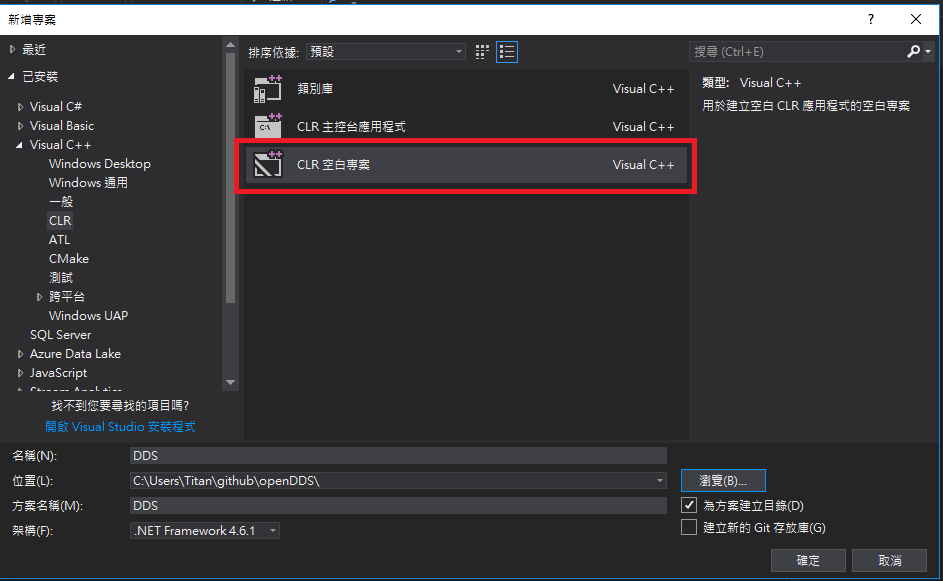 新增專案
?
最近
已安裝
Visual C#
Visual Basic
Visual C++
Windows Desktop
Windows 通用
一般
CLR
ATL
CMake
測試
跨平台
Windows UAP
SQL Server
Azure Data Lake
JavaScript
Stream Analytics
找不到您要尋找的項目嗎?
開啟 Visual Studio 安裝程式
排序依據: 預設
類別庫 Visual C++
CLR 主控台應用程式 Visual C++
CLR 空白專案 Visual C++
搜尋 (Ctrl+E)
類型: Visual C++
用於建立空白 CLR 應用程式的空白專案
名稱(N): DDS
位置(L): C:\Users\Titan\github\openDDS\
瀏覽(B)...
方案名稱(M): DDS
為方案建立目錄(D)
架構(F): .NET Framework 4.6.1
建立新的 Git 存放庫(G)
確定
取消